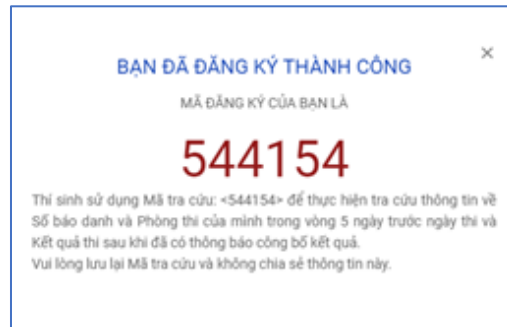 BẠN ĐÃ ĐĂNG KÝ THÀNH CÔNG
MÃ ĐĂNG KÝ CỦA BẠN LÀ
544154
Thí sinh sử dụng Mã tra cứu: <544154> để thực hiện tra cứu thông tin về
Số báo danh và Phòng thi của mình trong vòng 5 ngày trước ngày thi và
Kết quả thi sau khi đã có thông báo công bố kết quả.
Vui lòng lưu lại Mã tra cứu và không chia sẻ thông tin này.